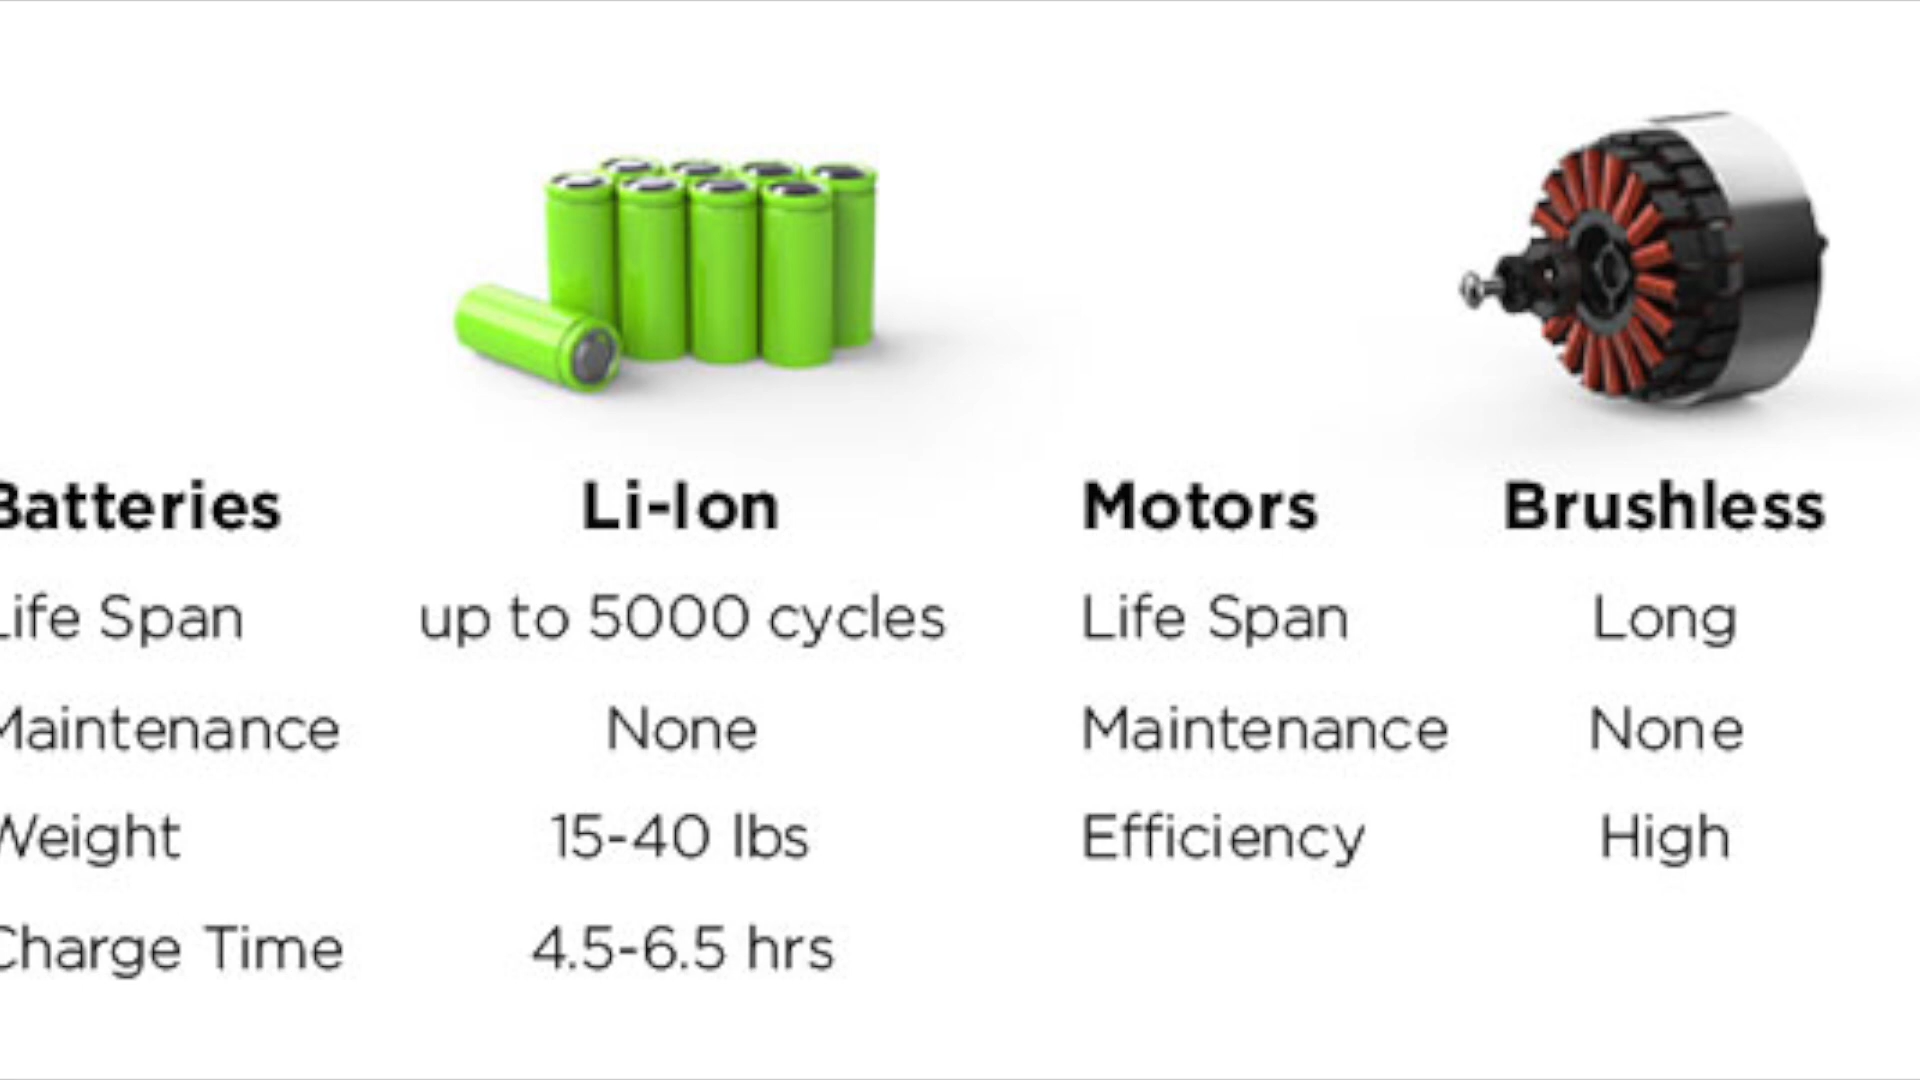 Batteries Li-Ion Motors Brushless
Life Span up to 5000 cycles Life Span Long
Maintenance None Maintenance None
Weight 15-40 lbs Efficiency High
Charge Time 4.5-6.5 hrs